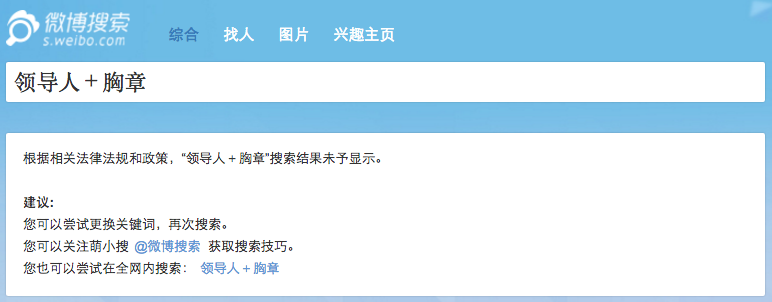 微博搜索
s.weibo.com
综合 找人 图片 兴趣主页
领导人＋胸章
根据相关法律法规和政策，“领导人＋胸章”搜索结果未予显示。
建议：
您可以尝试更换关键词，再次搜索。
您可以关注萌小搜 @微博搜索 获取搜索技巧。
您也可以尝试在全网内搜索： 领导人＋胸章